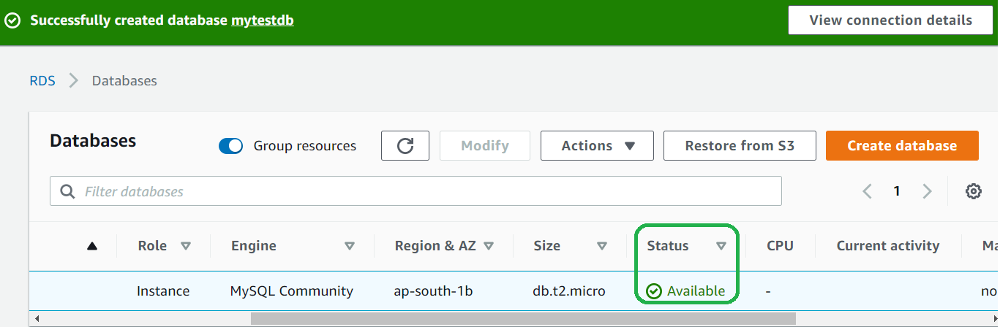 Successfully created database mytestdb View connection details
RDS Databases
Databases Group resources Modify Actions Restore from S3 Create database
Filter databases 1
Role Engine Region & AZ Size Status CPU Current activity Ma
Instance MySQL Community ap-south-1b db.t2.micro Available - no